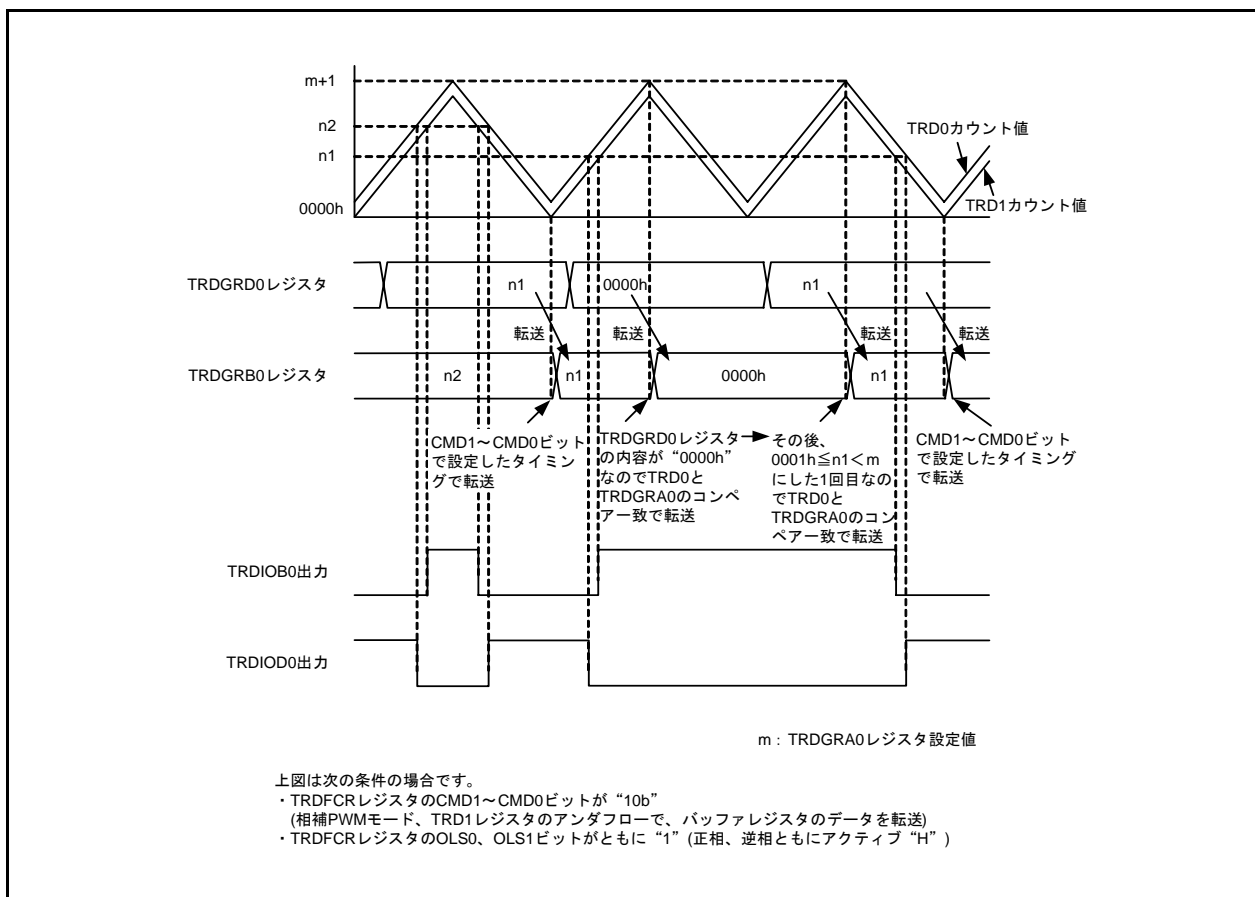 m+1
n2
n1
0000h
TRD0カウント値
TRD1カウント値
TRDGRD0レジスタ
n1
0000h
n1
転送
転送
転送
転送
TRDGRB0レジスタ
n2
n1
0000h
n1
CMD1～CMD0ビット
で設定したタイミン
グで転送
TRDGRD0レジスタ
の内容が“0000h”
なのでTRD0と
TRDGRA0のコンペ
アー致で転送
その後、
0001h≦n1<m
にした1回目なの
でTRD0と
TRDGRA0のコン
ペアー致で転送
CMD1～CMD0ビット
で設定したタイミング
で転送
TRDIOB0出力
TRDIOD0出力
m：TRDGRA0レジスタ設定値
上図は次の条件の場合です。
・TRDFCRレジスタのCMD1～CMD0ビットが“10b”
(相補PWMモード、TRD1レジスタのアンダフローで、バッファレジスタのデータを転送)
・TRDFCRレジスタのOLS0、OLS1ビットがともに“1”(正相、逆相ともにアクティブ“H”)